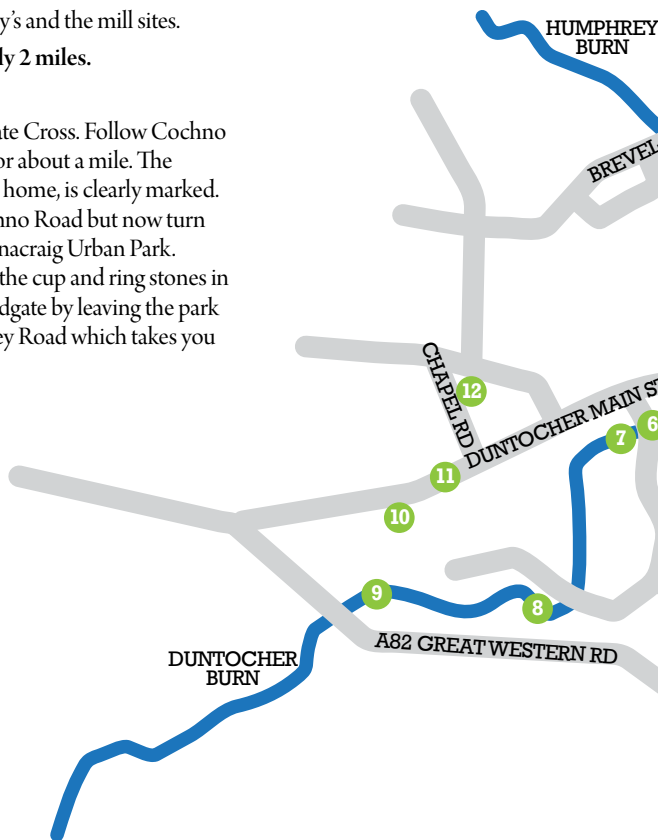 y's and the mill sites.
ly 2 miles.
ate Cross. Follow Cochno
or about a mile. The
home, is clearly marked.
hno Road but now turn
nacraig Urban Park.
the cup and ring stones in
dgate by leaving the park
ey Road which takes you
HUMPHREY
BURN
BREVEL
CHAPEL RD
12
DUNTOCHER MAIN ST
6
7
11
10
9
8
A82 GREAT WESTERN RD
DUNTOCHER
BURN